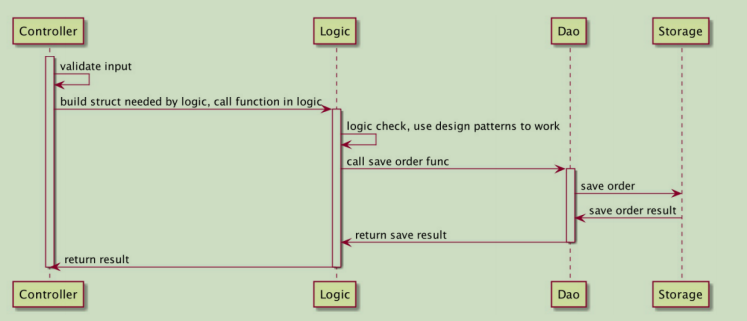 Controller
Logic
Dao
Storage
validate input
build struct needed by logic, call function in logic
logic check, use design patterns to work
call save order func
save order
save order result
return save result
return result
Controller
Logic
Dao
Storage